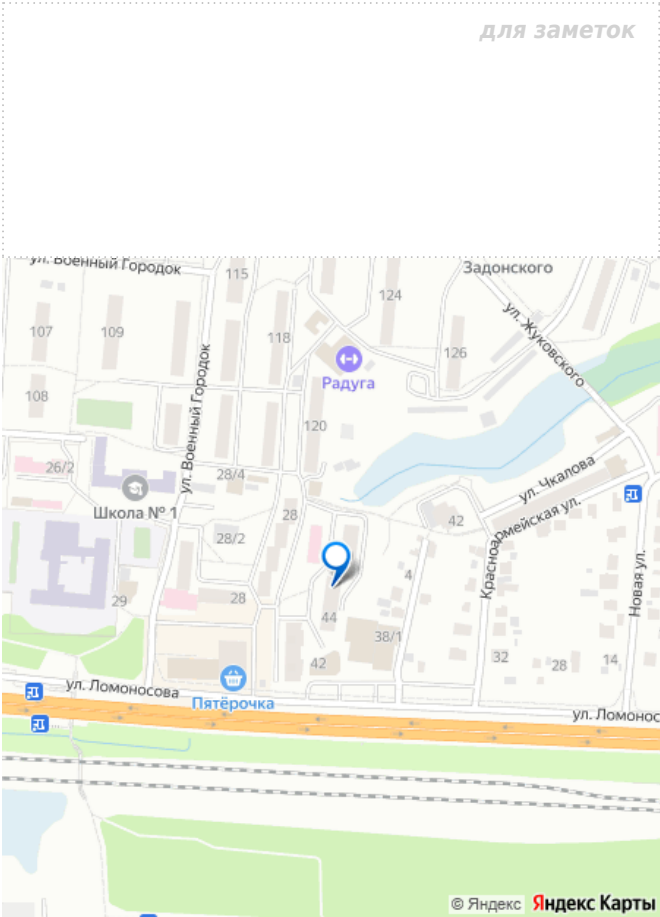 для заметок
ул. Военный Городок
115
Задонского
124
107
109
118
ул. Жуковского
126
Радуга
108
ул. Военный Городок
120
26/2
28/4
ул. Чкалова
Школа № 1
28
42
Красноармейская ул.
28/2
4
Новая ул.
29
28
44
38/1
42
32
28
14
ул. Ломоносова
Пятёрочка
ул. Ломонос
...
© Яндекс Яндекс Карты